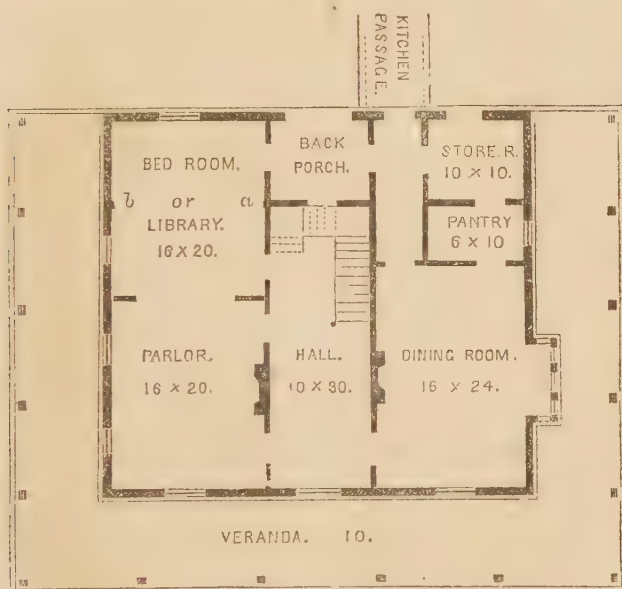 KITCHEN
PASSAGE.
BACK
PORCH.
BED ROOM.
b or a
LIBRARY.
16 X 20.
STORE.R.
10 X 10.
PANTRY
6 X 10
PARLOR.
16 X 20.
HALL.
10 X 30.
DINING ROOM.
16 X 24.
VERANDA. 10.